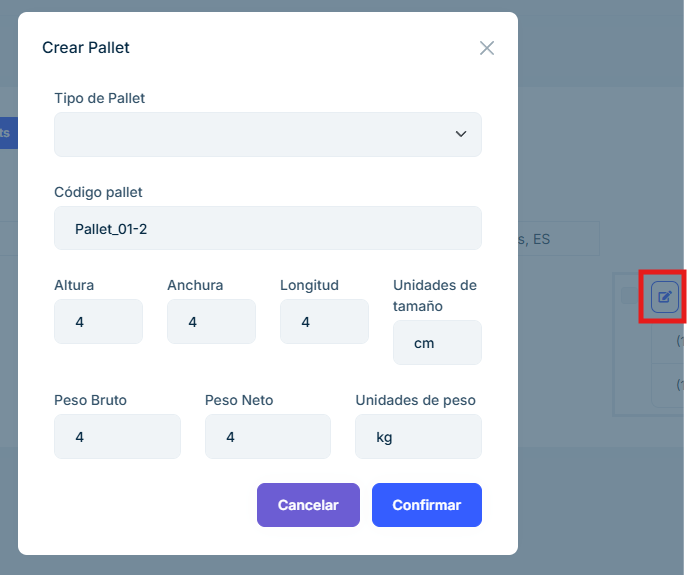 Crear Pallet
Tipo de Pallet
ts
Código pallet
Pallet_01-2
s, ES
Altura
Anchura
Longitud
Unidades de
tamaño
4
4
4
cm
Peso Bruto
Peso Neto
Unidades de peso
4
4
kg
Cancelar
Confirmar